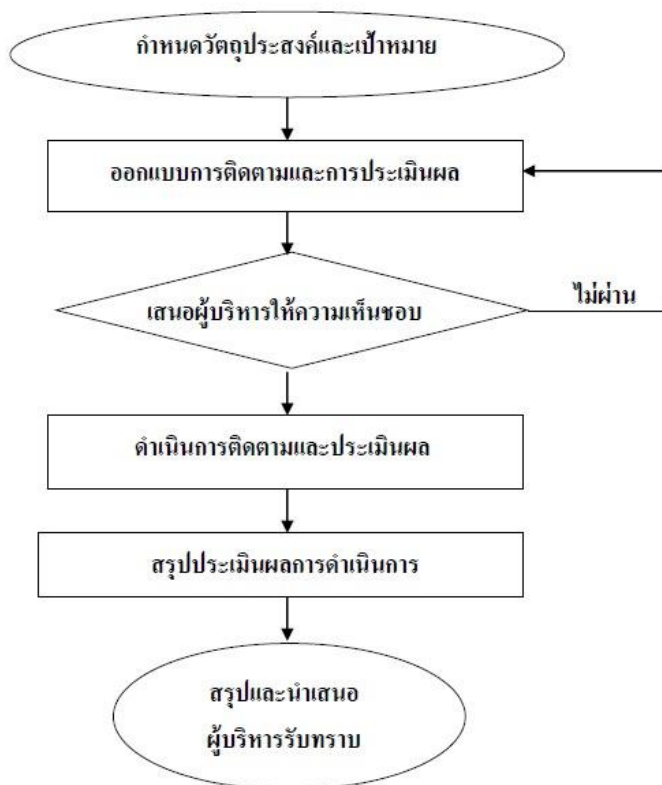 กำหนดวัตถุประสงค์และเป้าหมาย
ออกแบบการติดตามและการประเมินผล
เสนอผู้บริหารให้ความเห็นชอบ
ไม่ผ่าน
ดำเนินการติดตามและประเมินผล
สรุปประเมินผลการดำเนินการ
สรุปและนำเสนอ
ผู้บริหารรับทราบ